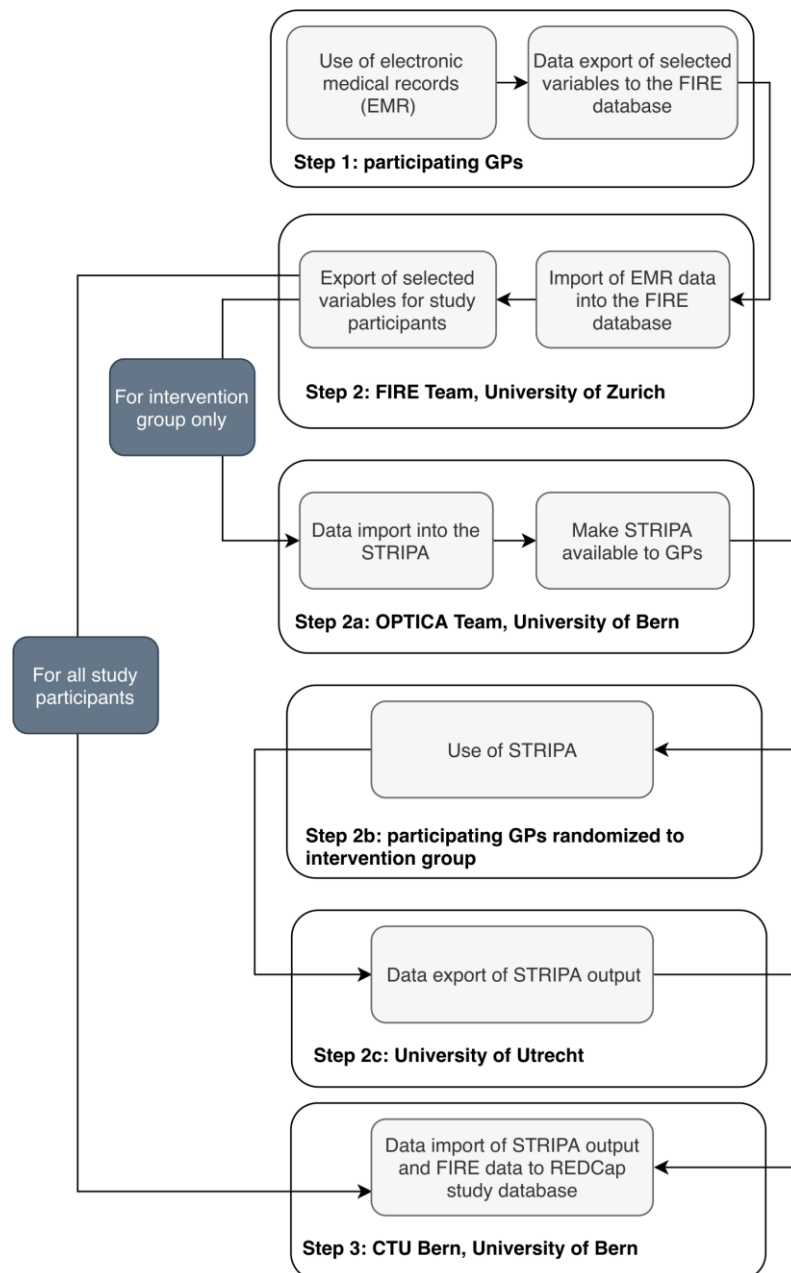 Use of electronic
medical records
(EMR)
Data export of selected
variables to the FIRE
database
Step 1: participating GPs
Export of selected
variables for study
participants
Import of EMR data
into the FIRE
database
Step 2: FIRE Team, University of Zurich
For intervention
group only
Data import into the
STRIPA
Make STRIPA
available to GPs
Step 2a: OPTICA Team, University of Bern
For all study
participants
Use of STRIPA
Step 2b: participating GPs randomized to
intervention group
Data export of STRIPA output
Step 2c: University of Utrecht
Data import of STRIPA output
and FIRE data to REDCap
study database
Step 3: CTU Bern, University of Bern